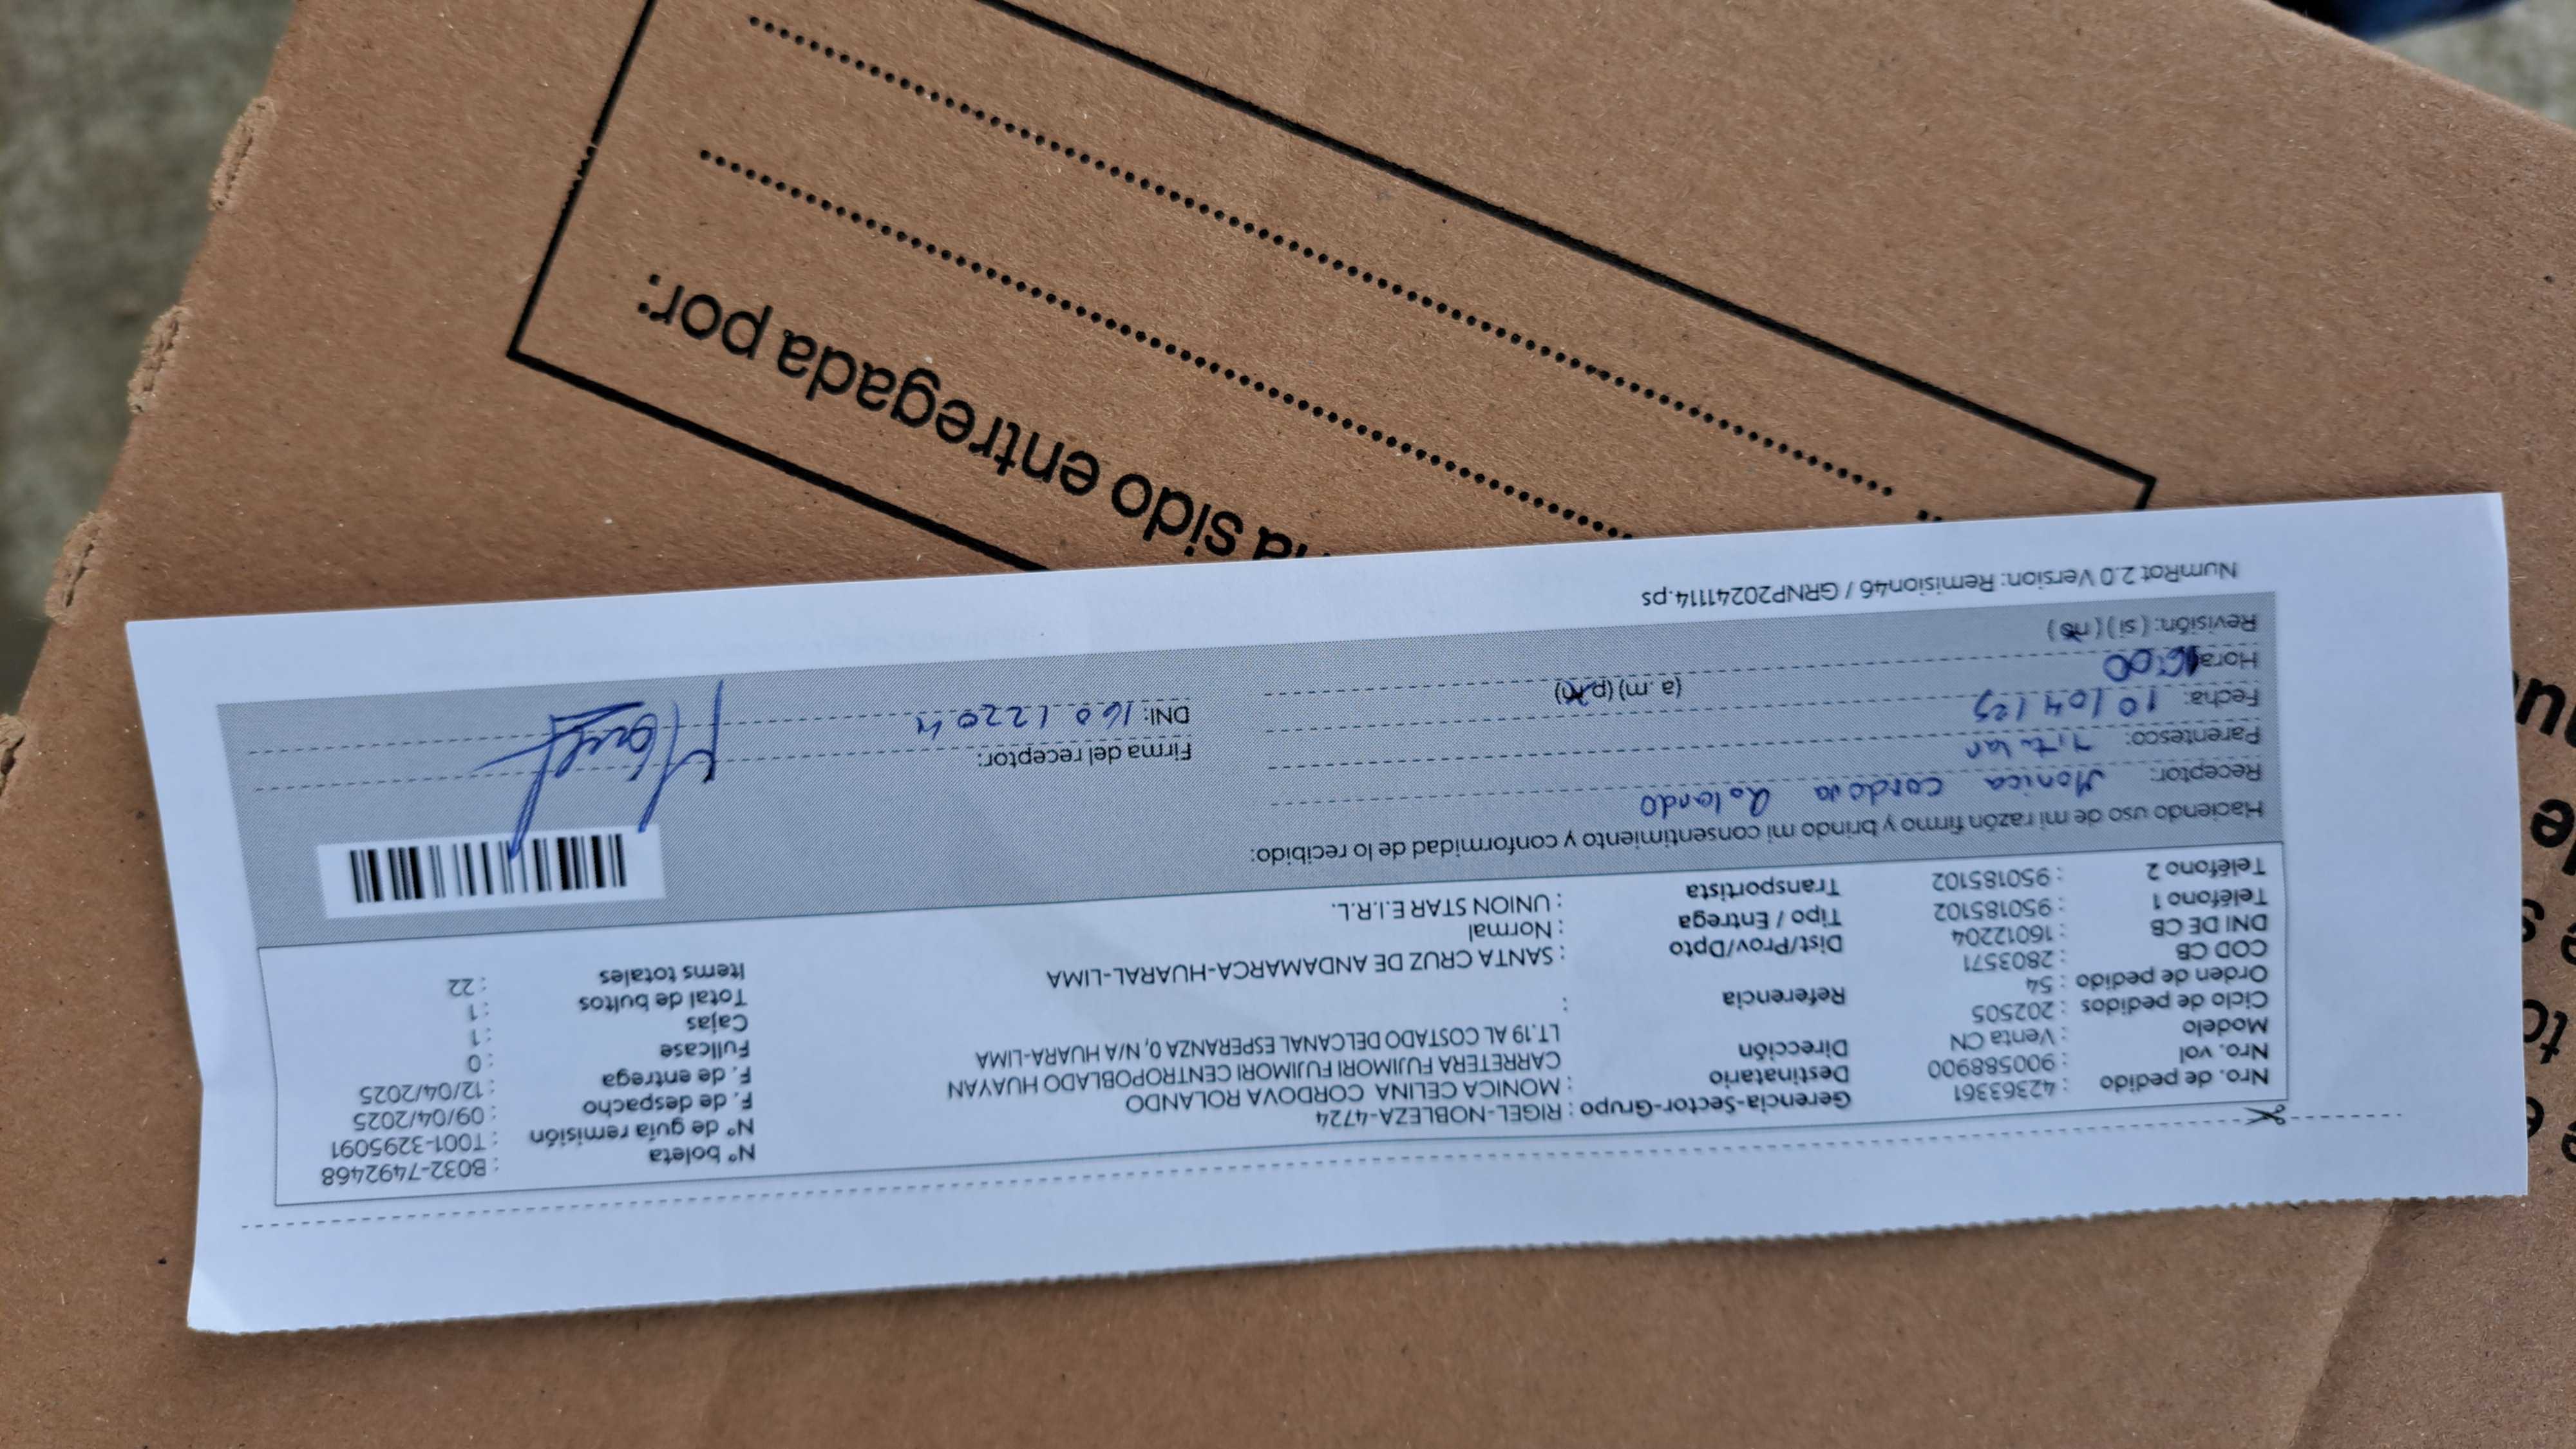 Nro. de pedido : 42363361
Nro. vol : 900588900
Modelo : Venta CN
Ciclo de pedidos : 202505
Orden de pedido : 54
COD CB : 2803571
DNI DE CB : 16012204
Teléfono 1 : 950185102
Teléfono 2 : 950185102
Gerencia-Sector-Grupo : RIGEL-NOBLEZA-4724
Destinatario : MONICA CELINA CORDOVA ROLANDO
Dirección CARRETERA FUJIMORI FUJIMORI CENTROPOBLADO HUAYAN
LT.19 AL COSTADO DELCANAL ESPERANZA 0, N/A HUARA-LIMA
Referencia :
Dist/Prov/Dpto : SANTA CRUZ DE ANDAMARCA-HUARAL-LIMA
Tipo / Entrega : Normal
Transportista : UNION STAR E.I.R.L.
N° boleta : B032-7492468
N° de guía remisión : T001-3295091
F. de despacho : 09/04/2025
F. de entrega : 12/04/2025
Fullcase : 0
Cajas : 1
Total de bultos : 1
Items totales : 22
Haciendo uso de mi razón firmo y brindo mi consentimiento y conformidad de lo recibido:
Receptor: Monica Cordova Rolando
Parentesco: Titular
Fecha: 10/04/25
Hora 16:00 (a.m) (p.m)
Revisión: (si) (no)
Firma del receptor:
DNI: 16012204
NumRot 2.0 Version: Remision46 / GRNP20241114.ps
a sido entregada por: